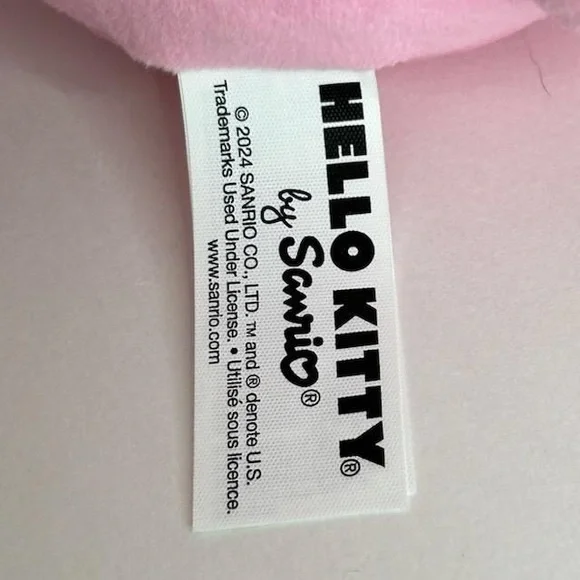 HELLO KITTY®
by Sanrio®
© 2024 SANRIO CO., LTD. TM and ® denote U.S.
Trademarks Used Under License. • Utilisé sous licence.
www.sanrio.com